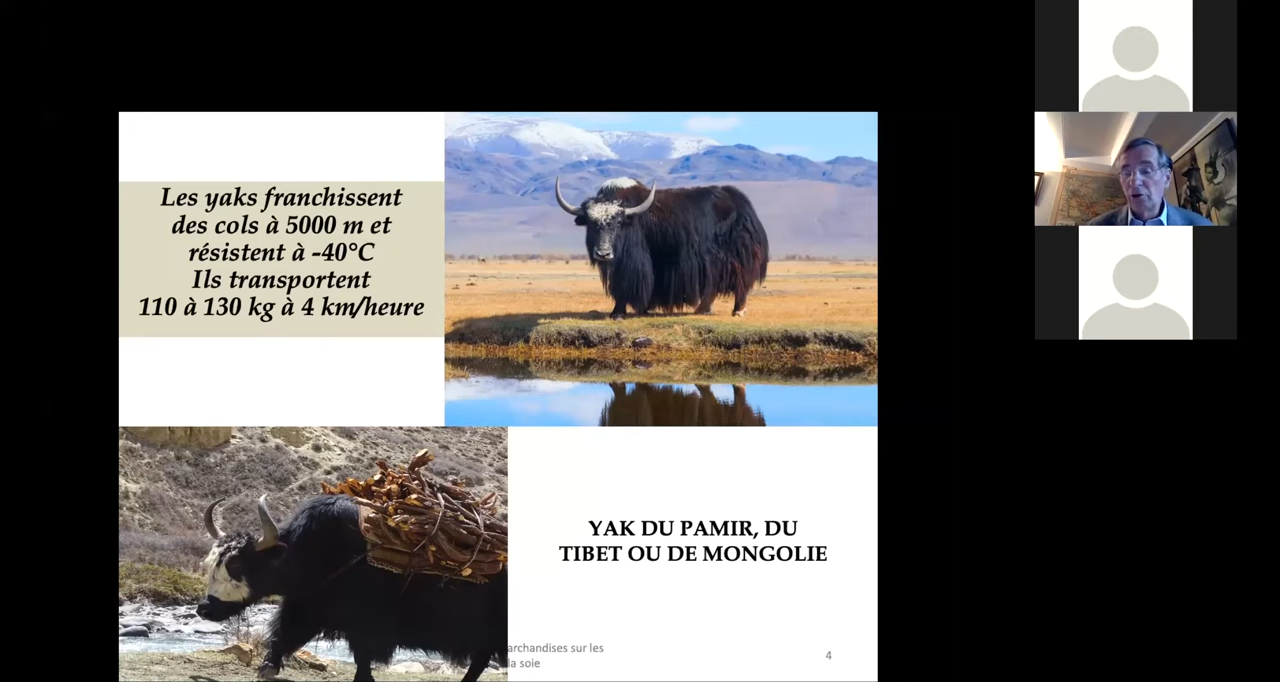 Les yaks franchissent
des cols à 5000 m et
résistent à -40°C
Ils transportent
110 à 130 kg à 4 km/heure
YAK DU PAMIR, DU
TIBET OU DE MONGOLIE
archandises sur les
la soie
4